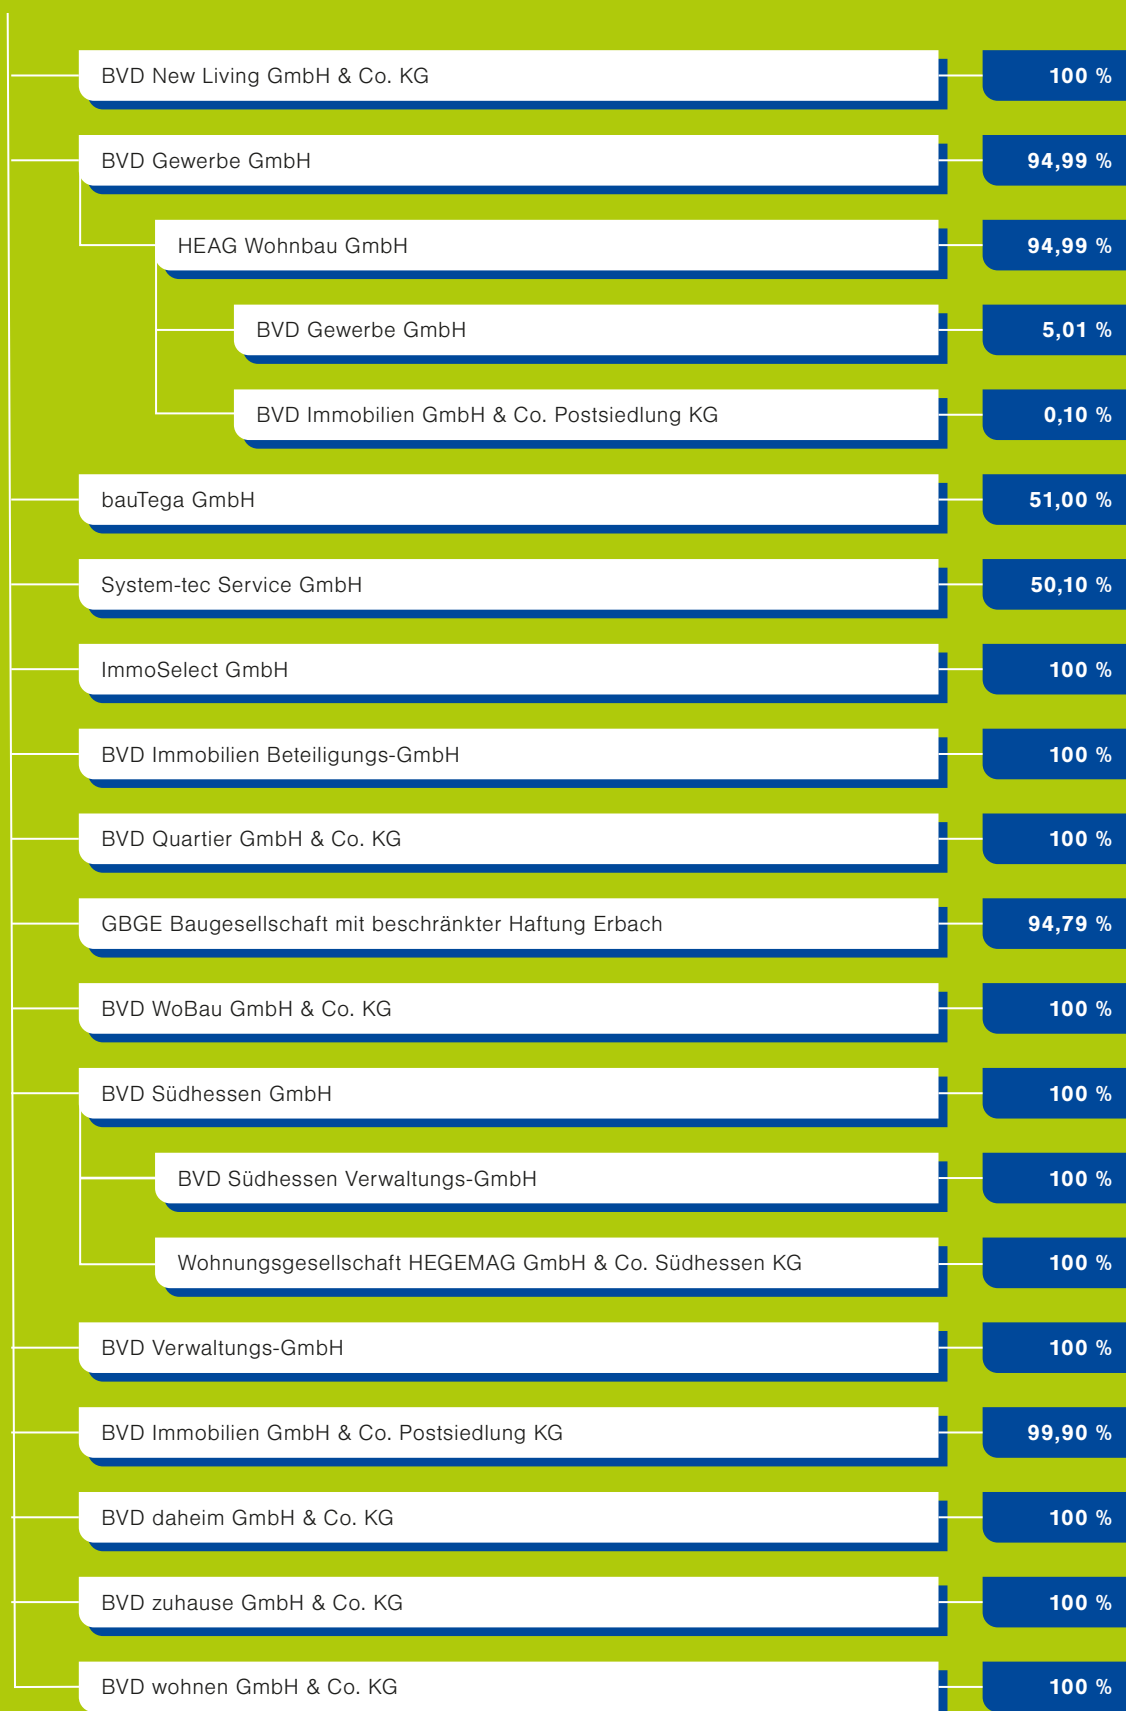 BVD New Living GmbH & Co. KG 100 %
BVD Gewerbe GmbH 94,99 %
HEAG Wohnbau GmbH 94,99 %
BVD Gewerbe GmbH 5,01 %
BVD Immobilien GmbH & Co. Postsiedlung KG 0,10 %
bauTega GmbH 51,00 %
System-tec Service GmbH 50,10 %
ImmoSelect GmbH 100 %
BVD Immobilien Beteiligungs-GmbH 100 %
BVD Quartier GmbH & Co. KG 100 %
GBGE Baugesellschaft mit beschränkter Haftung Erbach 94,79 %
BVD WoBau GmbH & Co. KG 100 %
BVD Südhessen GmbH 100 %
BVD Südhessen Verwaltungs-GmbH 100 %
Wohnungsgesellschaft HEGEMAG GmbH & Co. Südhessen KG 100 %
BVD Verwaltungs-GmbH 100 %
BVD Immobilien GmbH & Co. Postsiedlung KG 99,90 %
BVD daheim GmbH & Co. KG 100 %
BVD zuhause GmbH & Co. KG 100 %
BVD wohnen GmbH & Co. KG 100 %